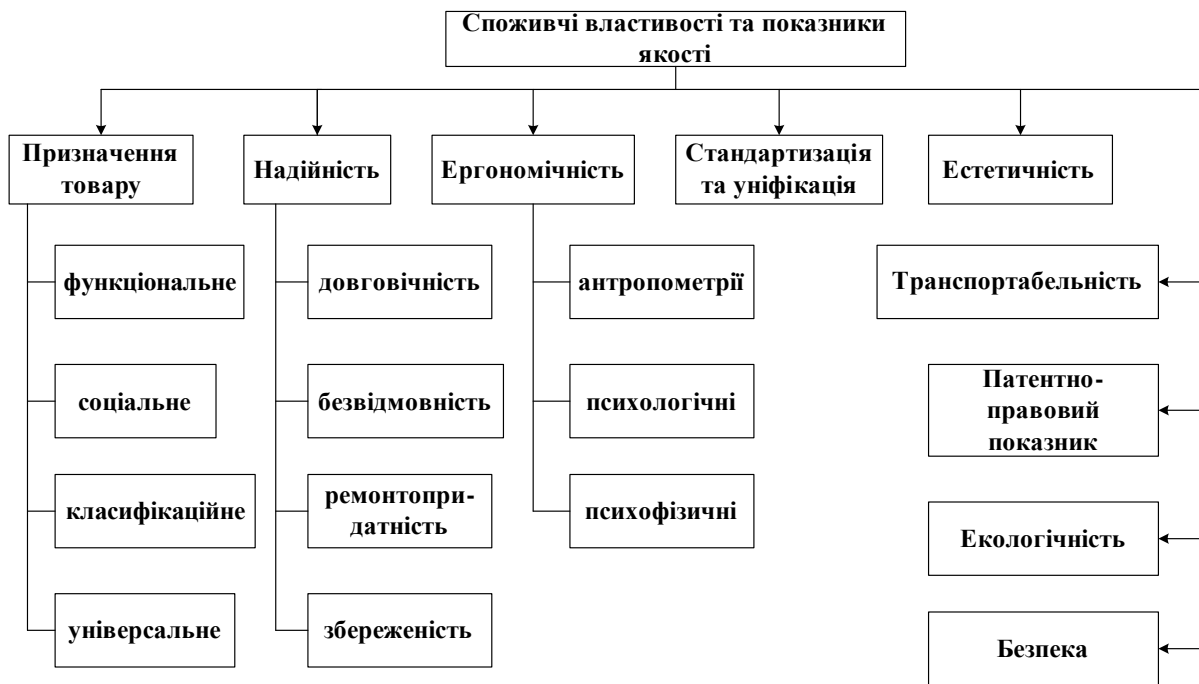 Споживчі властивості та показники
якості
Призначення
товару
Надійність
Ергономічність
Стандартизація
та уніфікація
Естетичність
функціональне
довговічність
антропометрії
Транспортабельність
соціальне
безвідмовність
психологічні
Патентно-
правовий
показник
класифікаційне
ремонтопри-
датність
психофізичні
Екологічність
універсальне
збереженість
Безпека